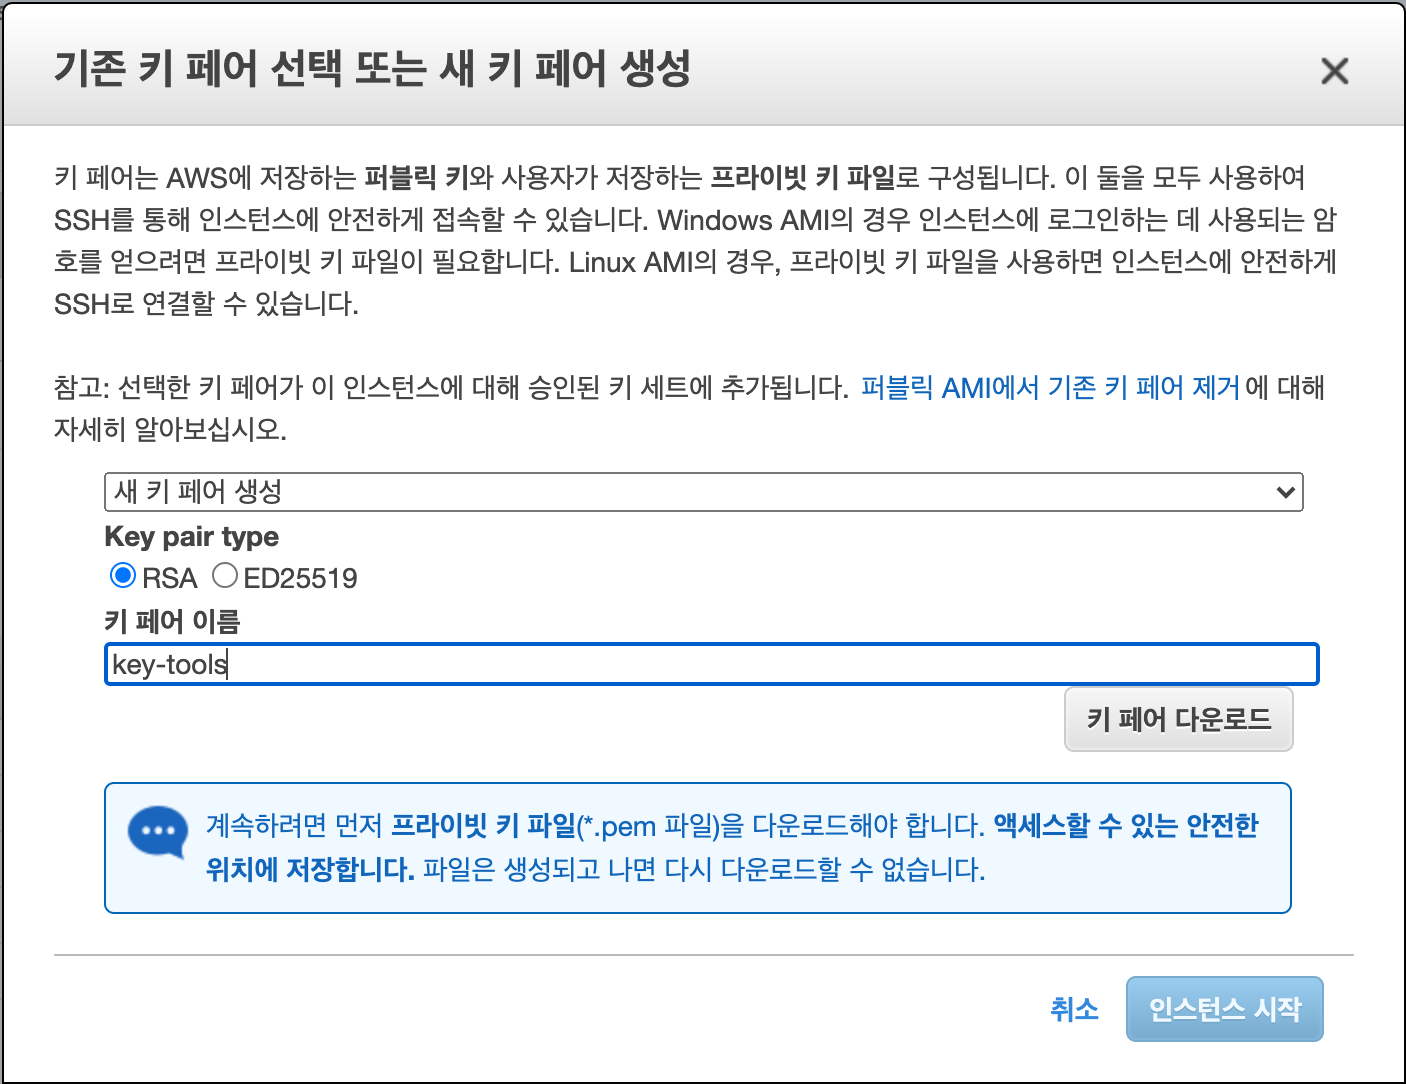 기존 키 페어 선택 또는 새 키 페어 생성
키 페어는 AWS에 저장하는 퍼블릭 키와 사용자가 저장하는 프라이빗 키 파일로 구성됩니다. 이 둘을 모두 사용하여
SSH를 통해 인스턴스에 안전하게 접속할 수 있습니다. Windows AMI의 경우 인스턴스에 로그인하는 데 사용되는 암
호를 얻으려면 프라이빗 키 파일이 필요합니다. Linux AMI의 경우, 프라이빗 키 파일을 사용하면 인스턴스에 안전하게
SSH로 연결할 수 있습니다.
참고: 선택한 키 페어가 이 인스턴스에 대해 승인된 키 세트에 추가됩니다. 퍼블릭 AMI에서 기존 키 페어 제거에 대해
자세히 알아보십시오.
새 키 페어 생성
Key pair type
RSA ED25519
키 페어 이름
key-tools
키 페어 다운로드
계속하려면 먼저 프라이빗 키 파일(*.pem 파일)을 다운로드해야 합니다. 액세스할 수 있는 안전한
위치에 저장합니다. 파일은 생성되고 나면 다시 다운로드할 수 없습니다.
취소 인스턴스 시작